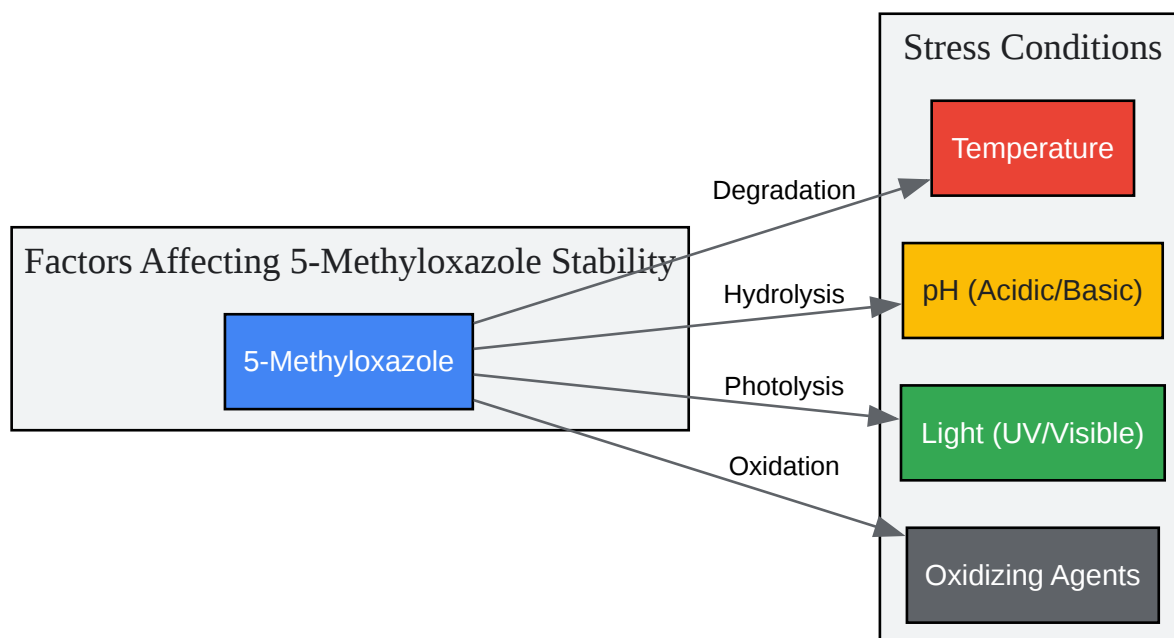 Stress Conditions
Temperature
Degradation
Factors Affecting 5-Methyloxazole Stability
Hydrolysis
pH (Acidic/Basic)
5-Methyloxazole
Photolysis
Light (UV/Visible)
Oxidation
Oxidizing Agents